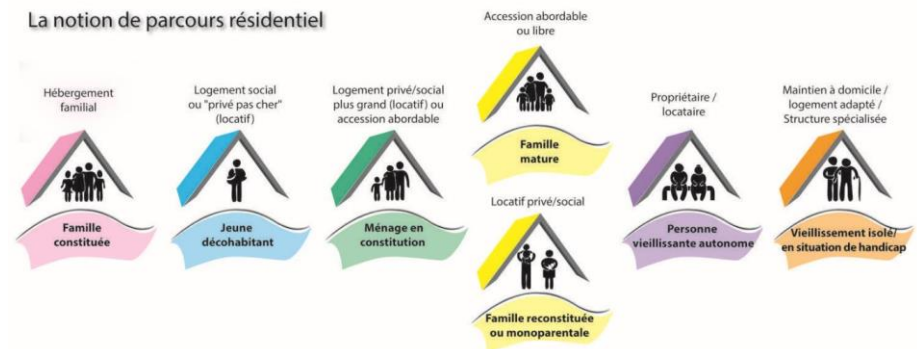 La notion de parcours résidentiel
Hébergement
familial
Famille
constituée
Logement social
ou "privé pas cher"
(locatif)
Jeune
décohabitant
Logement privé/social
plus grand (locatif) ou
accession abordable
Ménage en
constitution
Accession abordable
ou libre
Famille
mature
Locatif privé/social
Famille reconstituée
ou monoparentale
Propriétaire /
locataire
Personne
vieillissante autonome
Maintien à domicile /
logement adapté /
Structure spécialisée
Vieillissement isolé/
en situation de handicap